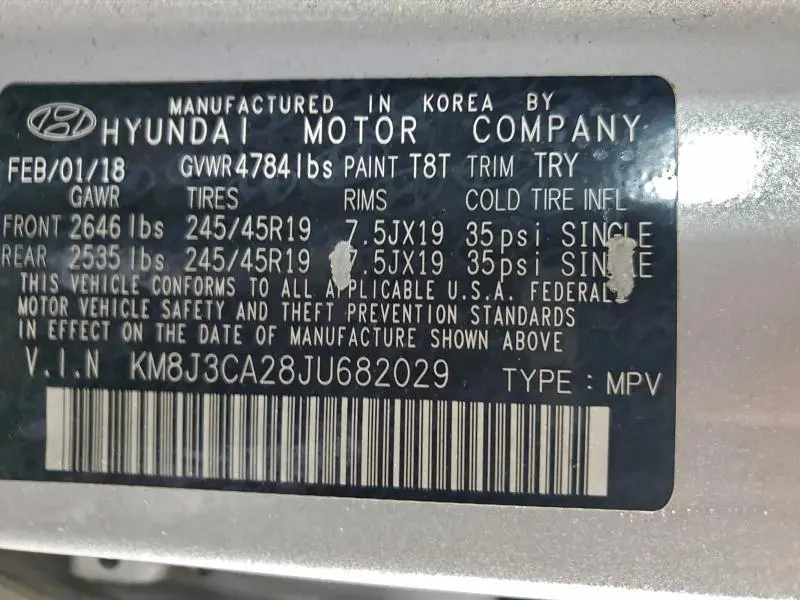 MANUFACTURED IN KOREA BY
HYUNDAI MOTOR COMPANY
FEB/01/18 GVWR 4784lbs PAINT T8T TRIM TRY
GAWR TIRES RIMS COLD TIRE INFL
FRONT 2646 lbs 245/45R19 7.5JX19 35psi SINGLE
REAR 2535 lbs 245/45R19 7.5JX19 35psi SINGLE
THIS VEHICLE CONFORMS TO ALL APPLICABLE U.S.A. FEDERAL
MOTOR VEHICLE SAFETY AND THEFT PREVENTION STANDARDS
IN EFFECT ON THE DATE OF MANUFACTURE SHOWN ABOVE
V.I.N KM8J3CA28JU682029 TYPE : MPV